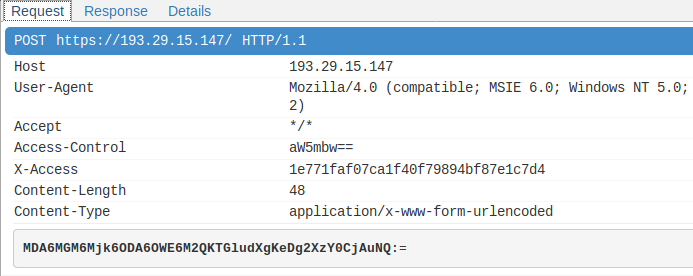 Request Response Details
POST https://193.29.15.147/ HTTP/1.1
Host 193.29.15.147
User-Agent Mozilla/4.0 (compatible; MSIE 6.0; Windows NT 5.0;
2)
Accept */*
Access-Control aW5mbw==
X-Access 1e771faf07ca1f40f79894bf87e1c7d4
Content-Length 48
Content-Type application/x-www-form-urlencoded
MDA6MGM6Mjk6ODA6OWE6M2QKTGludXgKeDg2XzY0CjAuNQ:=